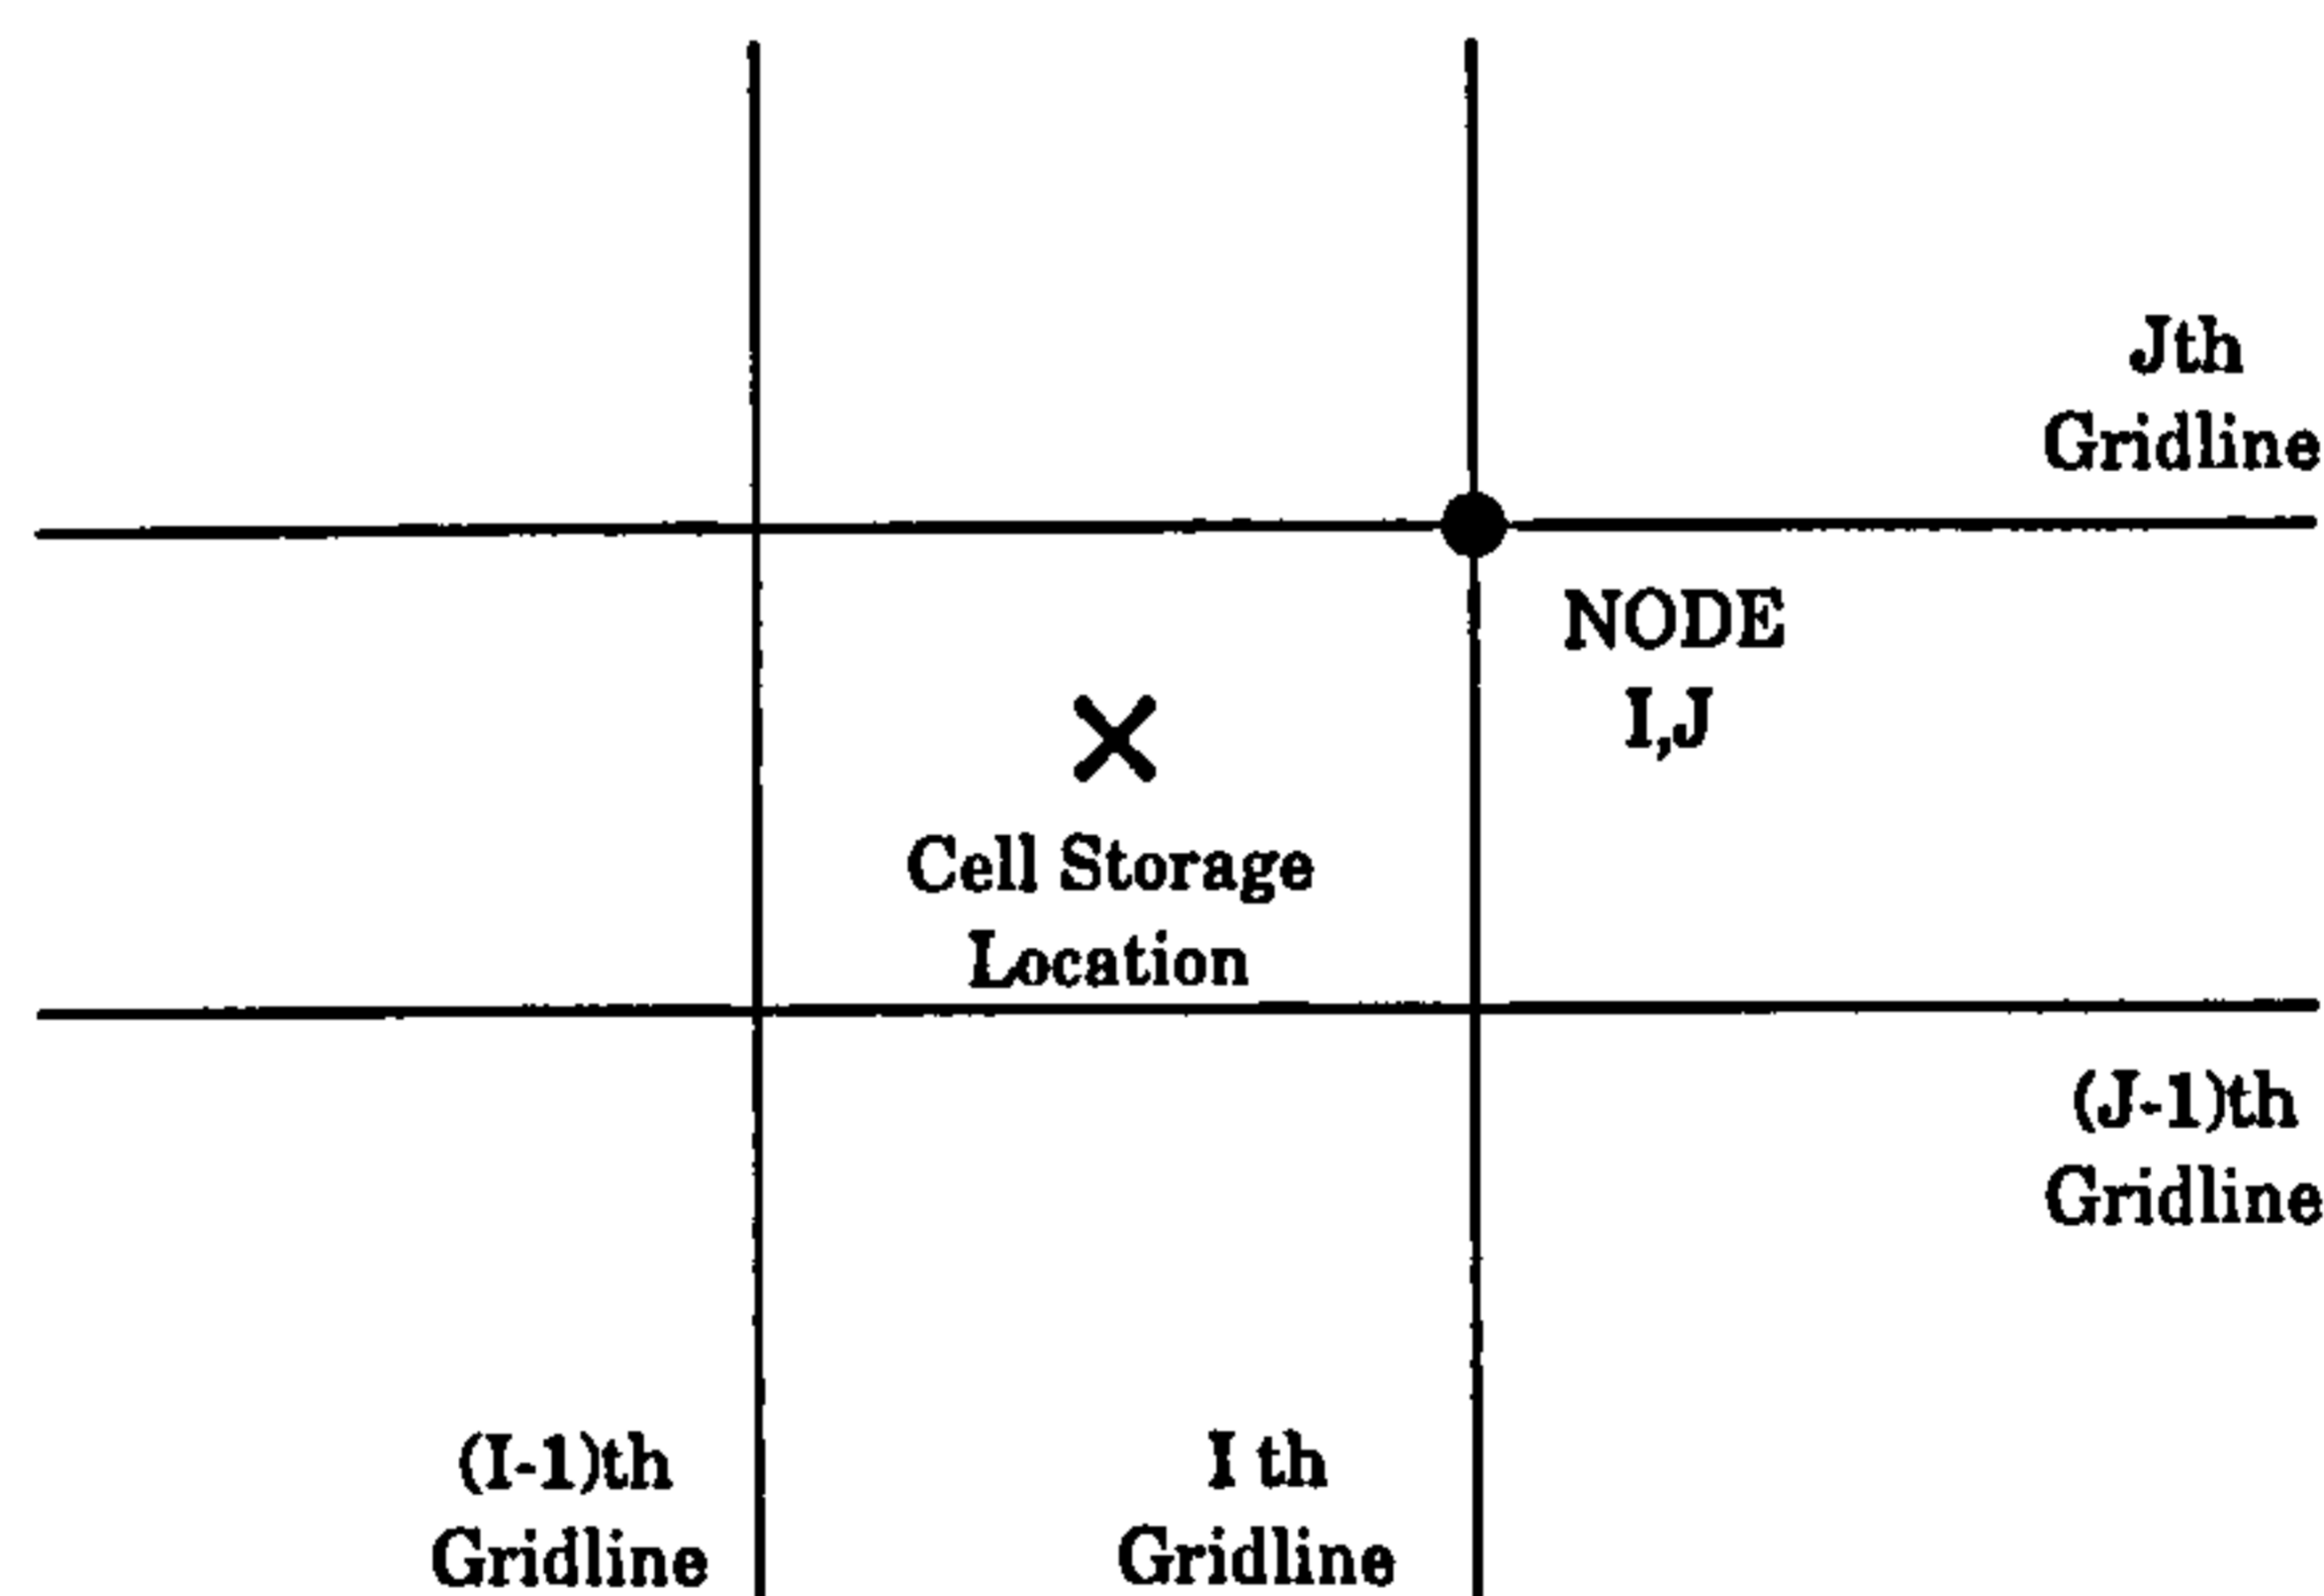 Jth
Gridline
NODE
I,J
Cell Storage
Location
(J-1)th
Gridline
(I-1)th
Gridline
I th
Gridline